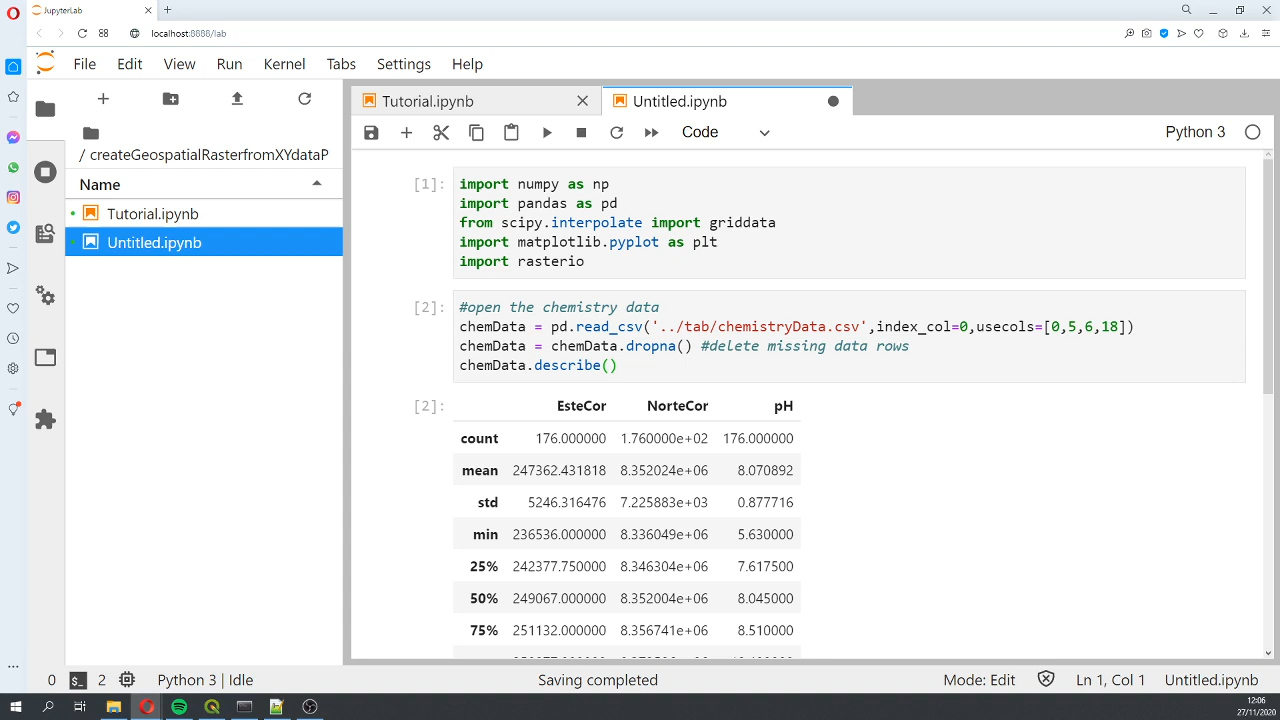 JupyterLab
localhost:8888/lab
File Edit View Run Kernel Tabs Settings Help
/ createGeospatialRasterfromXYdataP
Name
Tutorial.ipynb
Untitled.ipynb
Tutorial.ipynb
Untitled.ipynb
Code
Python 3
[1]:
import numpy as np
import pandas as pd
from scipy.interpolate import griddata
import matplotlib.pyplot as plt
import rasterio
[2]:
#open the chemistry data
chemData = pd.read_csv('../tab/chemistryData.csv',index_col=0,usecols=[0,5,6,18])
chemData = chemData.dropna() #delete missing data rows
chemData.describe()
[2]:
EsteCor NorteCor pH
count 176.000000 1.760000e+02 176.000000
mean 247362.431818 8.352024e+06 8.070892
std 5246.316476 7.225883e+03 0.877716
min 236536.000000 8.336049e+06 5.630000
25% 242377.750000 8.346304e+06 7.617500
50% 249067.000000 8.352004e+06 8.045000
75% 251132.000000 8.356741e+06 8.510000
0 $_ 2 Python 3 | Idle Saving completed Mode: Edit Ln 1, Col 1 Untitled.ipynb
12:06
27/11/2020